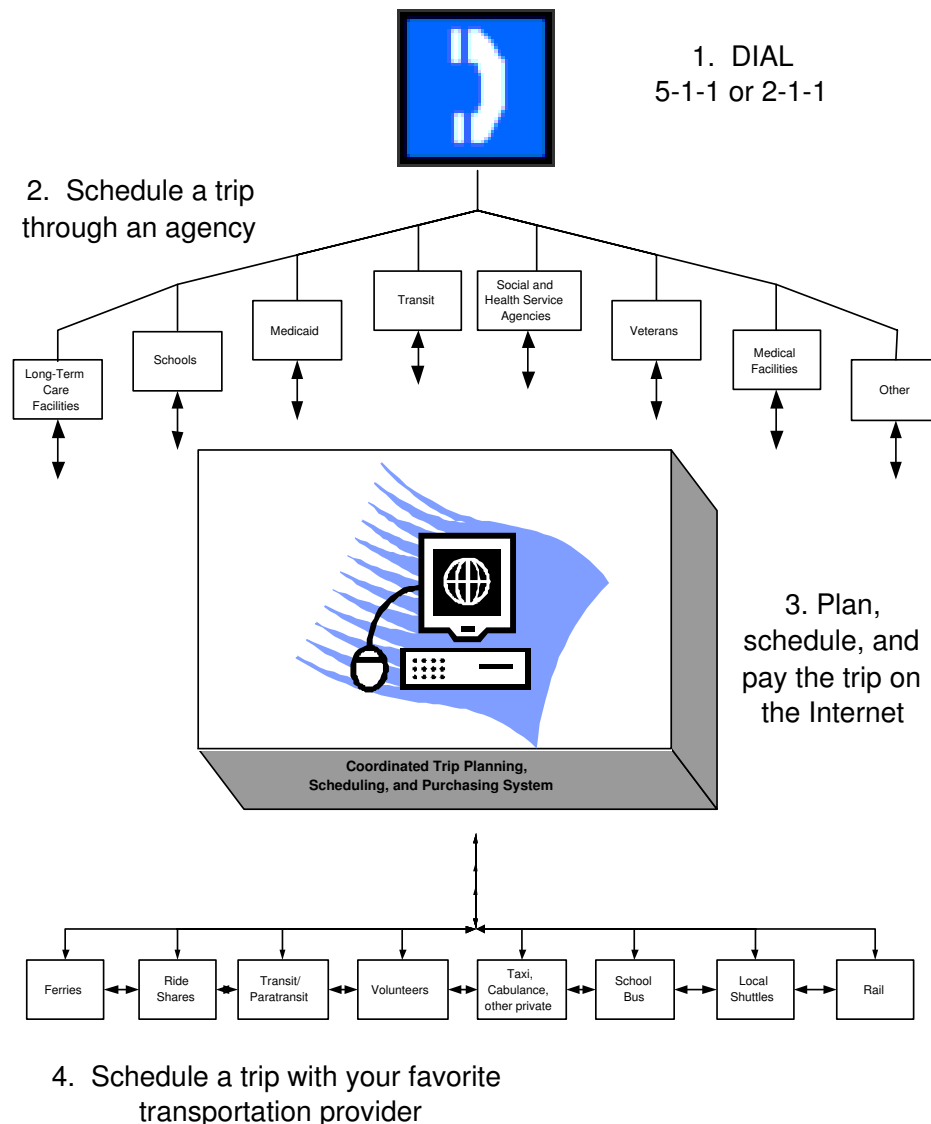 1. DIAL
5-1-1 or 2-1-1
2. Schedule a trip
through an agency
Long-Term
Care
Facilities
Schools
Medicaid
Transit
Social and
Health Service
Agencies
Veterans
Medical
Facilities
Other
3. Plan,
schedule, and
pay the trip on
the Internet
Coordinated Trip Planning,
Scheduling, and Purchasing System
Ferries
Ride
Shares
Transit/
Paratransit
Volunteers
Taxi,
Cabulance,
other private
School
Bus
Local
Shuttles
Rail
4. Schedule a trip with your favorite
transportation provider